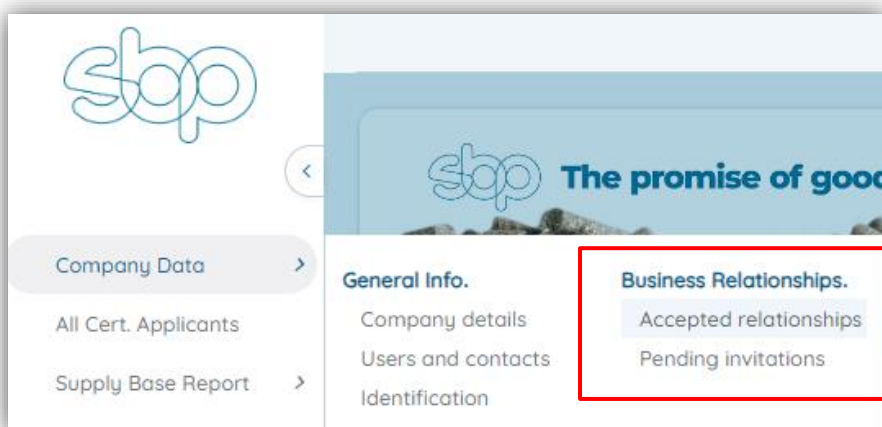 sbp
sbp The promise of good
Company Data
All Cert. Applicants
Supply Base Report
General Info.
Company details
Users and contacts
Identification
Business Relationships.
Accepted relationships
Pending invitations